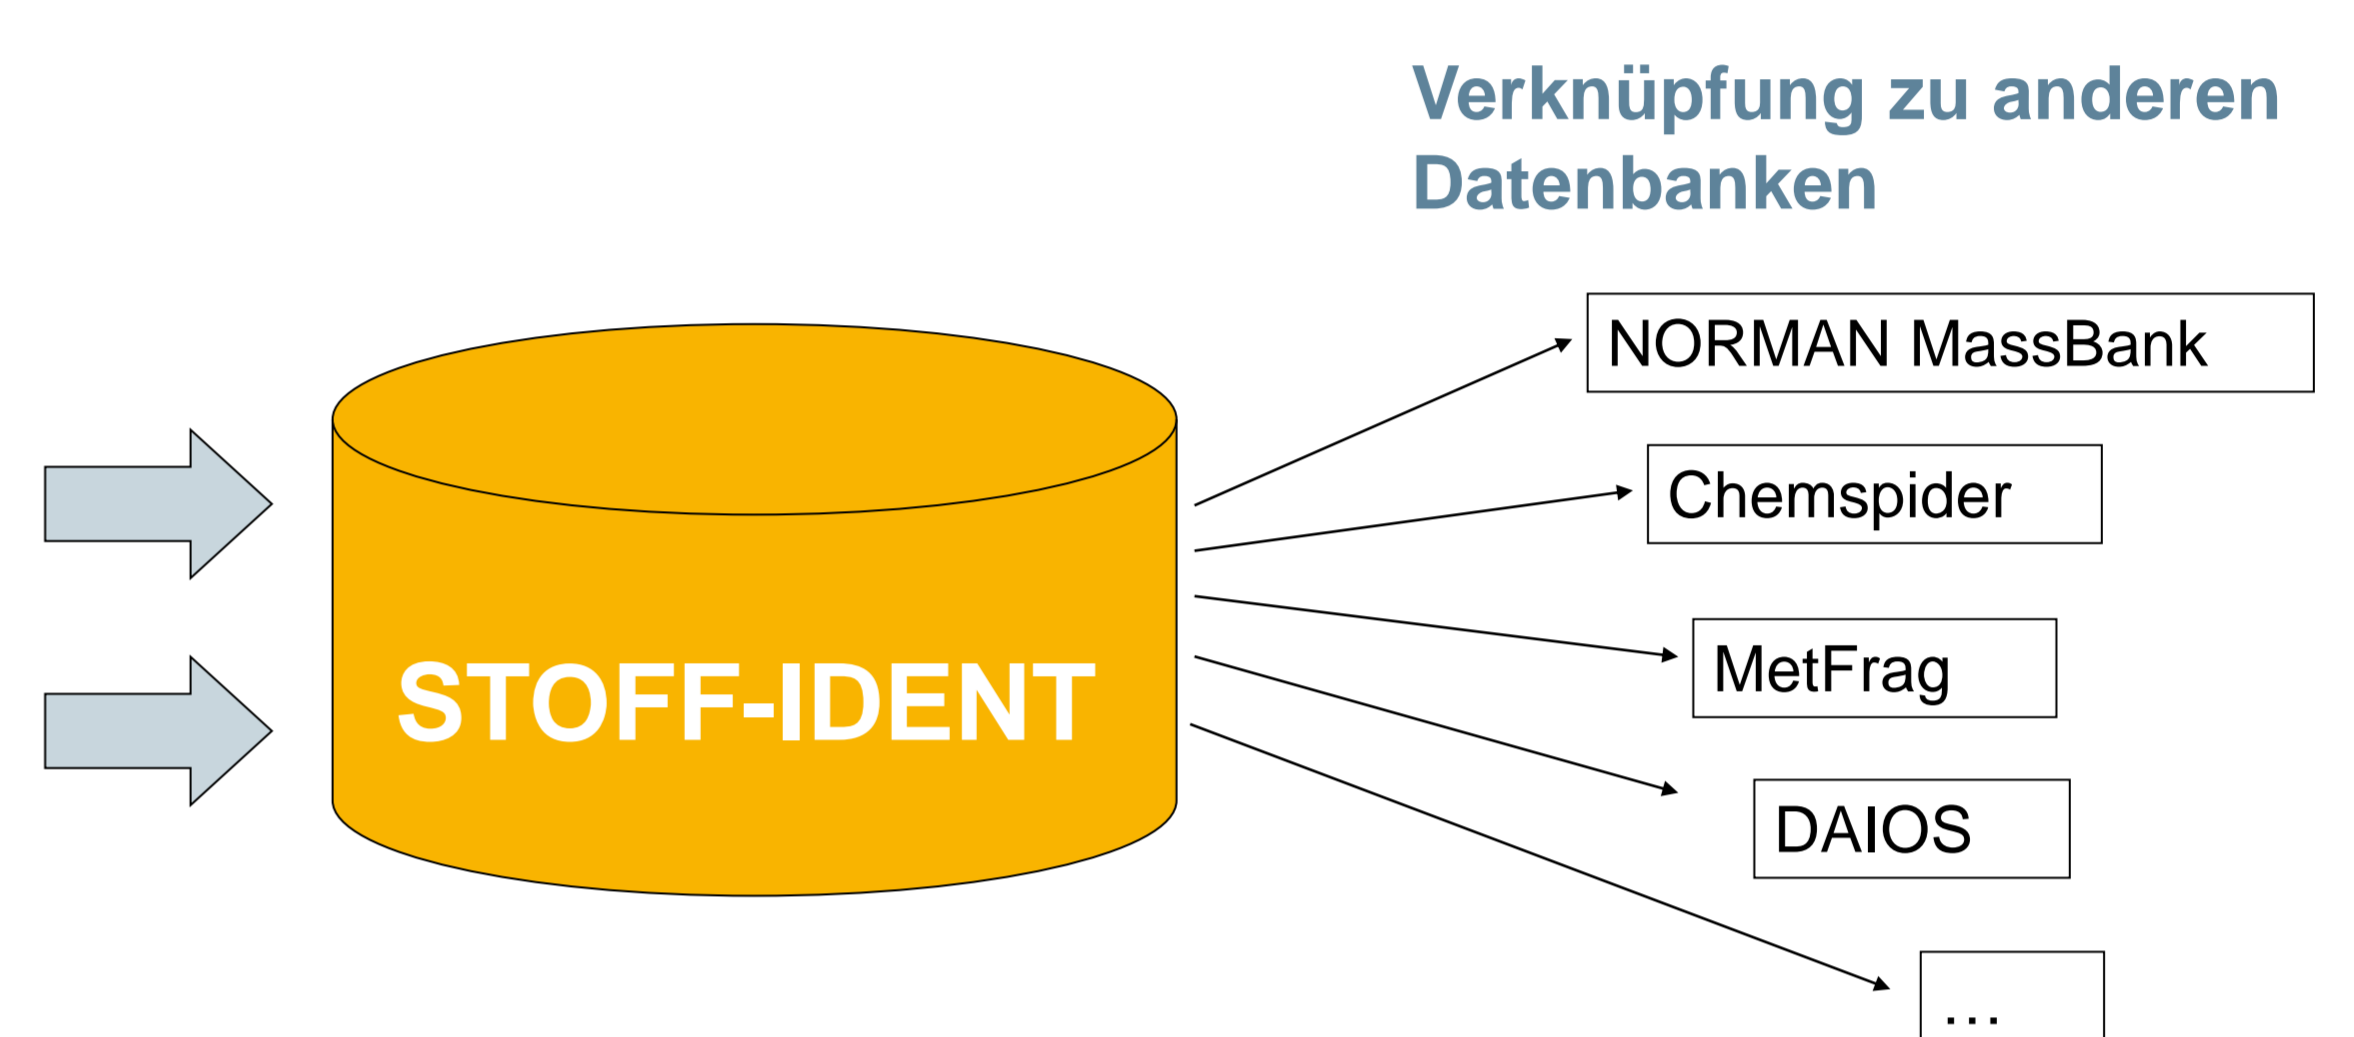 Verknüpfung zu anderen
Datenbanken
NORMAN MassBank
Chemspider
MetFrag
STOFF-IDENT
DAIOS
...